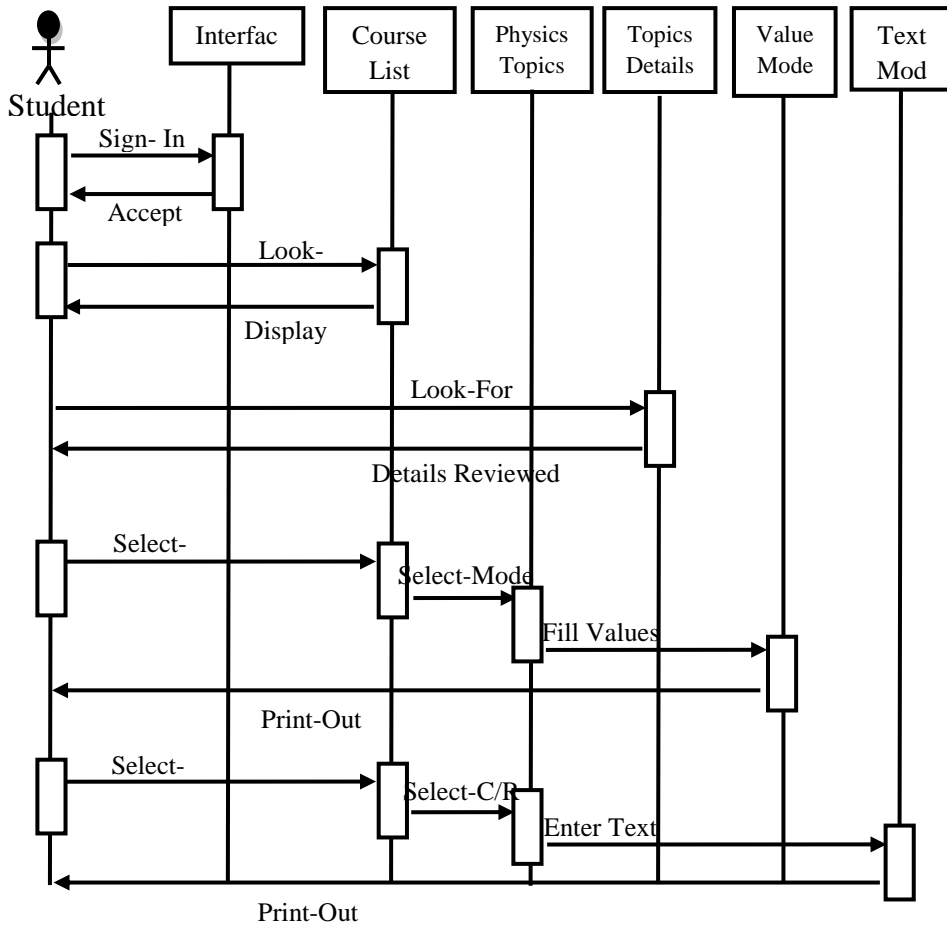 Student
Interfac
Course
List
Physics
Topics
Topics
Details
Value
Mode
Text
Mod
Sign- In
Accept
Look-
Display
Look-For
Details Reviewed
Select-
Select-Mode
Fill Values
Print-Out
Select-
Select-C/R
Enter Text
Print-Out